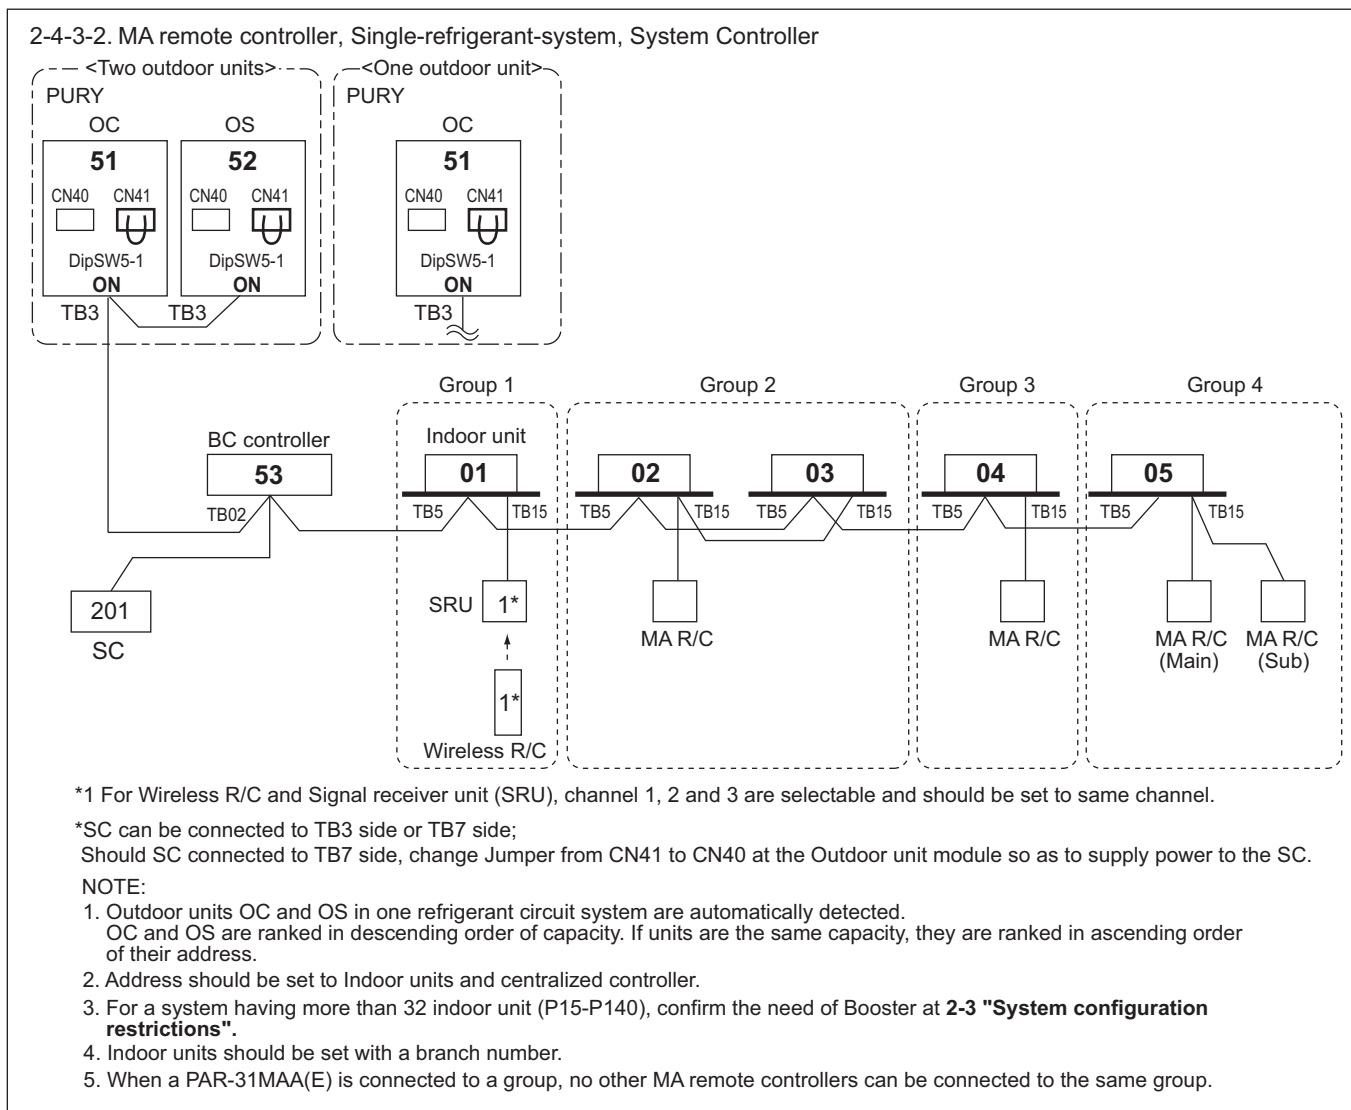 2-4-3-2. MA remote controller, Single-refrigerant-system, System Controller
<Two outdoor units>
<One outdoor unit>
PURY
PURY
OC
OS
OC
51
52
51
CN40
CN41
CN40
CN41
CN40
CN41
DipSW5-1
DipSW5-1
DipSW5-1
ON
ON
ON
TB3
TB3
TB3
Group 1
Group 2
Group 3
Group 4
BC controller
Indoor unit
53
01
02
03
04
05
TB02
TB5
TB15
TB5
TB15
TB5
TB15
TB5
TB15
TB5
TB15
201
SC
SRU
1*
MA R/C
MA R/C
MA R/C
(Main)
MA R/C
(Sub)
1*
Wireless R/C
*1 For Wireless R/C and Signal receiver unit (SRU), channel 1, 2 and 3 are selectable and should be set to same channel.
*SC can be connected to TB3 side or TB7 side;
Should SC connected to TB7 side, change Jumper from CN41 to CN40 at the Outdoor unit module so as to supply power to the SC.
NOTE:
1. Outdoor units OC and OS in one refrigerant circuit system are automatically detected.
OC and OS are ranked in descending order of capacity. If units are the same capacity, they are ranked in ascending order
of their address.
2. Address should be set to Indoor units and centralized controller.
3. For a system having more than 32 indoor unit (P15-P140), confirm the need of Booster at 2-3 "System configuration
restrictions".
4. Indoor units should be set with a branch number.
5. When a PAR-31MAA(E) is connected to a group, no other MA remote controllers can be connected to the same group.